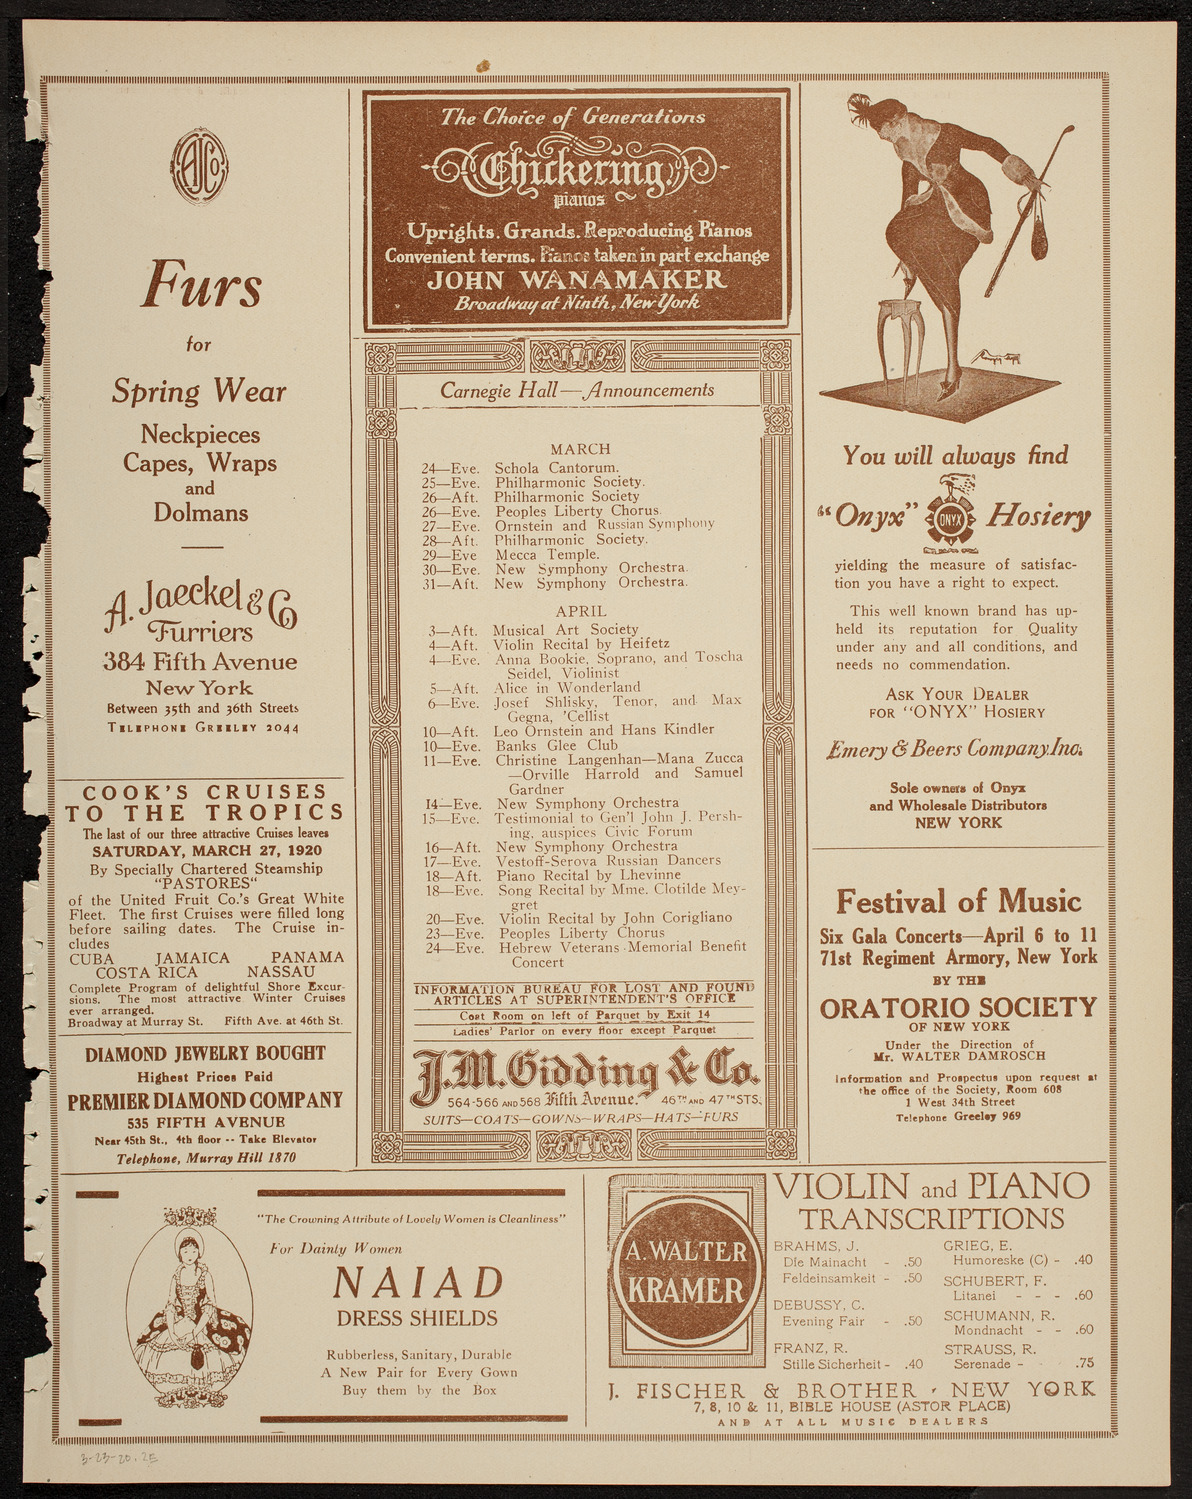 AJCo
Furs
for
Spring Wear
Neckpieces
Capes, Wraps
and
Dolmans
A. Jaeckel & Co
Furriers
384 Fifth Avenue
New York
Between 35th and 36th Streets
TELEPHONE GREELEY 2044
COOK'S CRUISES
TO THE TROPICS
The last of our three attractive Cruises leaves
SATURDAY, MARCH 27, 1920
By Specially Chartered Steamship
"PASTORES"
of the United Fruit Co.'s Great White
Fleet. The first Cruises were filled long
before sailing dates. The Cruise in-
cludes
CUBA JAMAICA PANAMA
COSTA RICA NASSAU
Complete Program of delightful Shore Excur-
sions. The most attractive Winter Cruises
ever arranged.
Broadway at Murray St. Fifth Ave. at 46th St.
DIAMOND JEWELRY BOUGHT
Highest Prices Paid
PREMIER DIAMOND COMPANY
535 FIFTH AVENUE
Near 45th St., 4th floor -- Take Elevator
Telephone, Murray Hill 1870
The Choice of Generations
Chickering
pianos
Uprights. Grands. Reproducing Pianos
Convenient terms. Pianos taken in part exchange
JOHN WANAMAKER
Broadway at Ninth, New York
Carnegie Hall—Announcements
MARCH
24—Eve. Schola Cantorum.
25—Eve. Philharmonic Society.
26—Aft. Philharmonic Society
26—Eve. Peoples Liberty Chorus.
27—Eve. Ornstein and Russian Symphony
28—Aft. Philharmonic Society.
29—Eve Mecca Temple.
30—Eve. New Symphony Orchestra.
31—Aft. New Symphony Orchestra.
APRIL
3—Aft. Musical Art Society
4—Aft. Violin Recital by Heifetz
4—Eve. Anna Bookie, Soprano, and Toscha
Seidel, Violinist
5—Aft. Alice in Wonderland
6—Eve. Josef Shlisky, Tenor, and Max
Gegna, 'Cellist
10—Aft. Leo Ornstein and Hans Kindler
10—Eve. Banks Glee Club
11—Eve. Christine Langenhan—Mana Zucca
—Orville Harrold and Samuel
Gardner
14—Eve. New Symphony Orchestra
15—Eve. Testimonial to Gen'l John J. Persh-
ing, auspices Civic Forum
16—Aft. New Symphony Orchestra
17—Eve. Vestoff-Serova Russian Dancers
18—Aft. Piano Recital by Lhevinne
18—Eve. Song Recital by Mme. Clotilde Mey-
gret
20—Eve. Violin Recital by John Corigliano
23—Eve. Peoples Liberty Chorus
24—Eve. Hebrew Veterans Memorial Benefit
Concert
INFORMATION BUREAU FOR LOST AND FOUND
ARTICLES AT SUPERINTENDENT'S OFFICE
Coat Room on left of Parquet by Exit 14
Ladies' Parlor on every floor except Parquet
J. M. Gidding & Co.
564-566 AND 568 Fifth Avenue. 46TH AND 47TH STS.
SUITS—COATS—GOWNS—WRAPS—HATS—FURS
You will always find
"Onyx" ONYX Hosiery
yielding the measure of satisfac-
tion you have a right to expect.
This well known brand has up-
held its reputation for Quality
under any and all conditions, and
needs no commendation.
ASK YOUR DEALER
FOR "ONYX" HOSIERY
Emery & Beers Company, Inc.
Sole owners of Onyx
and Wholesale Distributors
NEW YORK
Festival of Music
Six Gala Concerts—April 6 to 11
71st Regiment Armory, New York
BY THE
ORATORIO SOCIETY
OF NEW YORK
Under the Direction of
Mr. WALTER DAMROSCH
Information and Prospectus upon request at
the office of the Society, Room 608
1 West 34th Street
Telephone Greeley 969
"The Crowning Attribute of Lovely Women is Cleanliness"
For Dainty Women
NAIAD
DRESS SHIELDS
Rubberless, Sanitary, Durable
A New Pair for Every Gown
Buy them by the Box
A. WALTER
KRAMER
VIOLIN and PIANO
TRANSCRIPTIONS
BRAHMS, J.
Die Mainacht - .50
Feldeinsamkeit - .50
DEBUSSY, C.
Evening Fair - .50
FRANZ, R.
Stille Sicherheit - .40
GRIEG, E.
Humoreske (C) - .40
SCHUBERT, F.
Litanei - - - .60
SCHUMANN, R.
Mondnacht - - .60
STRAUSS, R.
Serenade - .75
J. FISCHER & BROTHER · NEW YORK
7, 8, 10 & 11, BIBLE HOUSE (ASTOR PLACE)
AND AT ALL MUSIC DEALERS
3-23-20. 2E